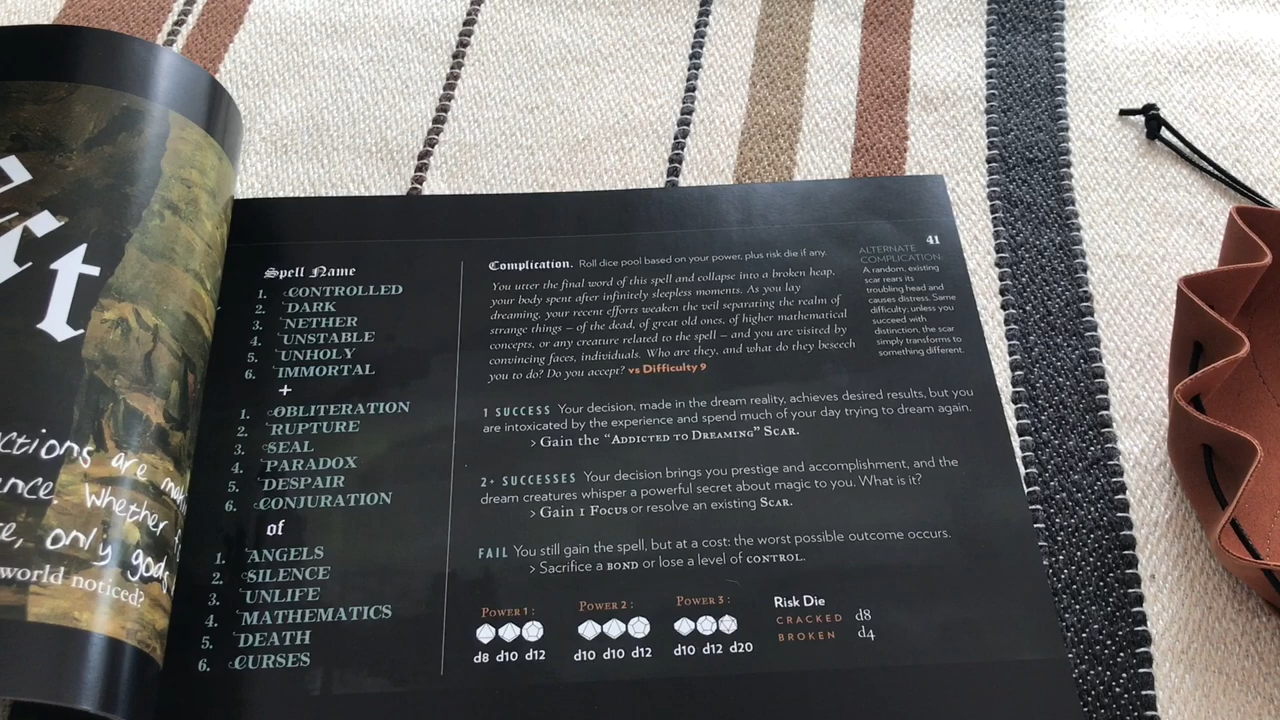 ct
ctions are
nce. Whether
e, only gods
world noticed?
41
Spell Name
1. CONTROLLED
2. DARK
3. NETHER
4. UNSTABLE
5. UNHOLY
6. IMMORTAL
+
1. OBLITERATION
2. RUPTURE
3. SEAL
4. PARADOX
5. DESPAIR
6. CONJURATION
of
1. ANGELS
2. SILENCE
3. UNLIFE
4. MATHEMATICS
5. DEATH
6. CURSES
Complication. Roll dice pool based on your power, plus risk die if any.
You utter the final word of this spell and collapse into a broken heap,
your body spent after infinitely sleepless moments. As you lay
dreaming, your recent efforts weaken the veil separating the realm of
strange things – of the dead, of great old ones, of higher mathematical
concepts, or any creature related to the spell – and you are visited by
convincing faces, individuals. Who are they, and what do they beseech
you to do? Do you accept? vs Difficulty 9
ALTERNATE
COMPLICATION:
A random, existing
scar rears its
troubling head and
causes distress. Same
difficulty; unless you
succeed with
distinction, the scar
simply transforms to
something different.
1 SUCCESS Your decision, made in the dream reality, achieves desired results, but you
are intoxicated by the experience and spend much of your day trying to dream again.
> Gain the "ADDICTED TO DREAMING" SCAR.
2+ SUCCESSES Your decision brings you prestige and accomplishment, and the
dream creatures whisper a powerful secret about magic to you. What is it?
> Gain 1 FOCUS or resolve an existing SCAR.
FAIL You still gain the spell, but at a cost: the worst possible outcome occurs.
> Sacrifice a BOND or lose a level of CONTROL.
POWER 1:
d8 d10 d12
POWER 2:
d10 d10 d12
POWER 3:
d10 d12 d20
Risk Die
CRACKED d8
BROKEN d4